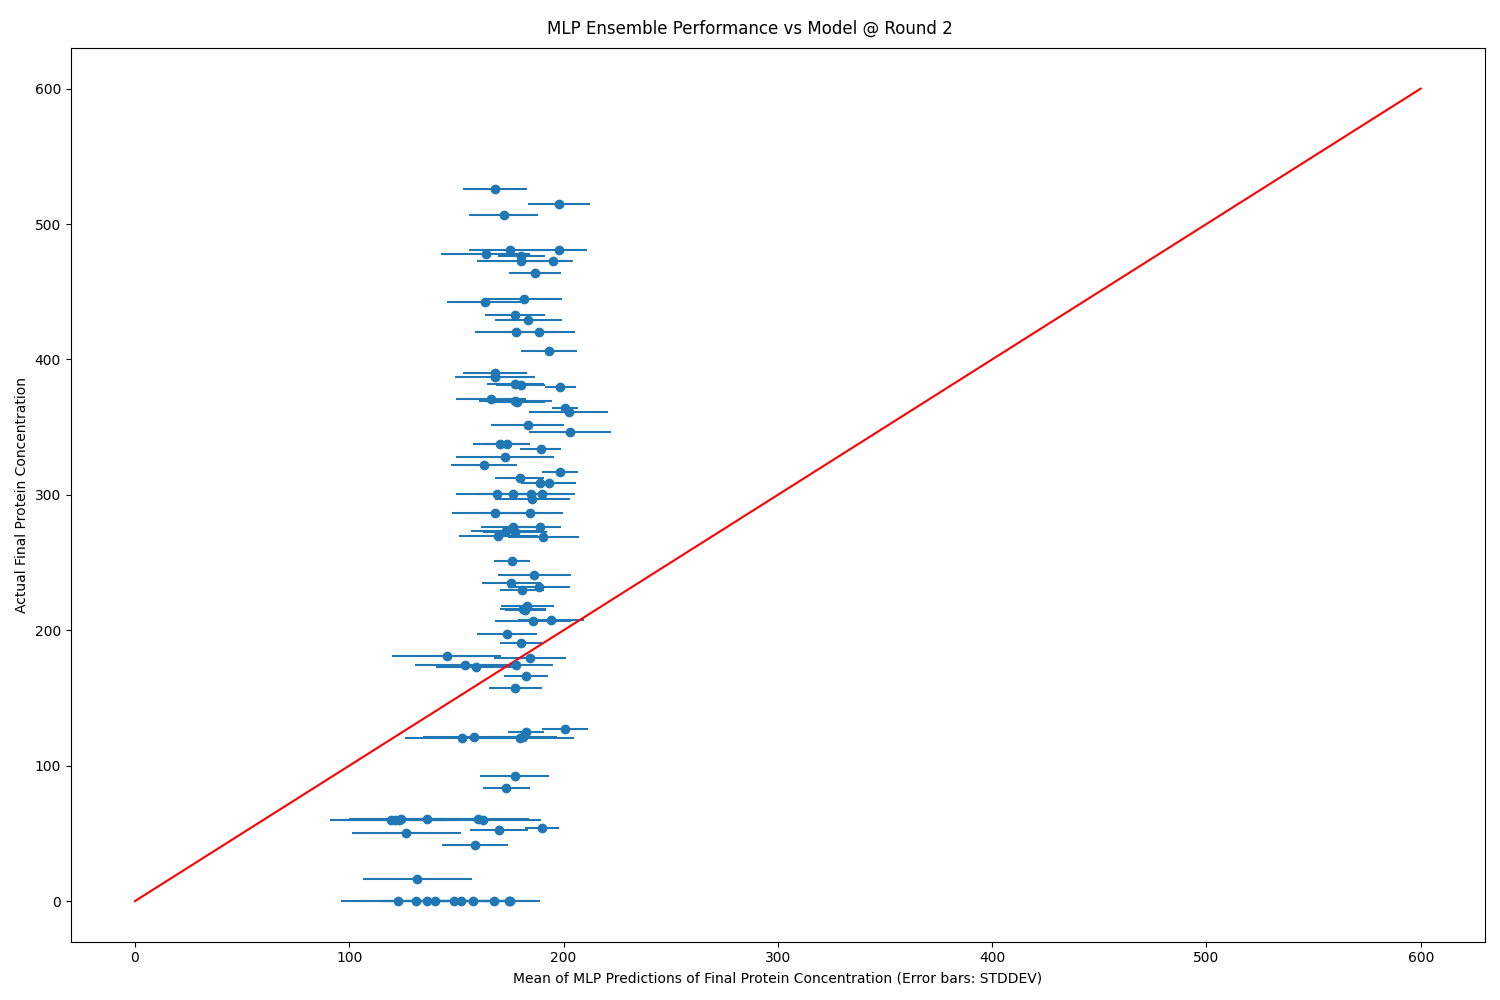 MLP Ensemble Performance vs Model @ Round 2
600
500
400
300
200
100
0
Actual Final Protein Concentration
0 100 200 300 400 500 600
Mean of MLP Predictions of Final Protein Concentration (Error bars: STDDEV)